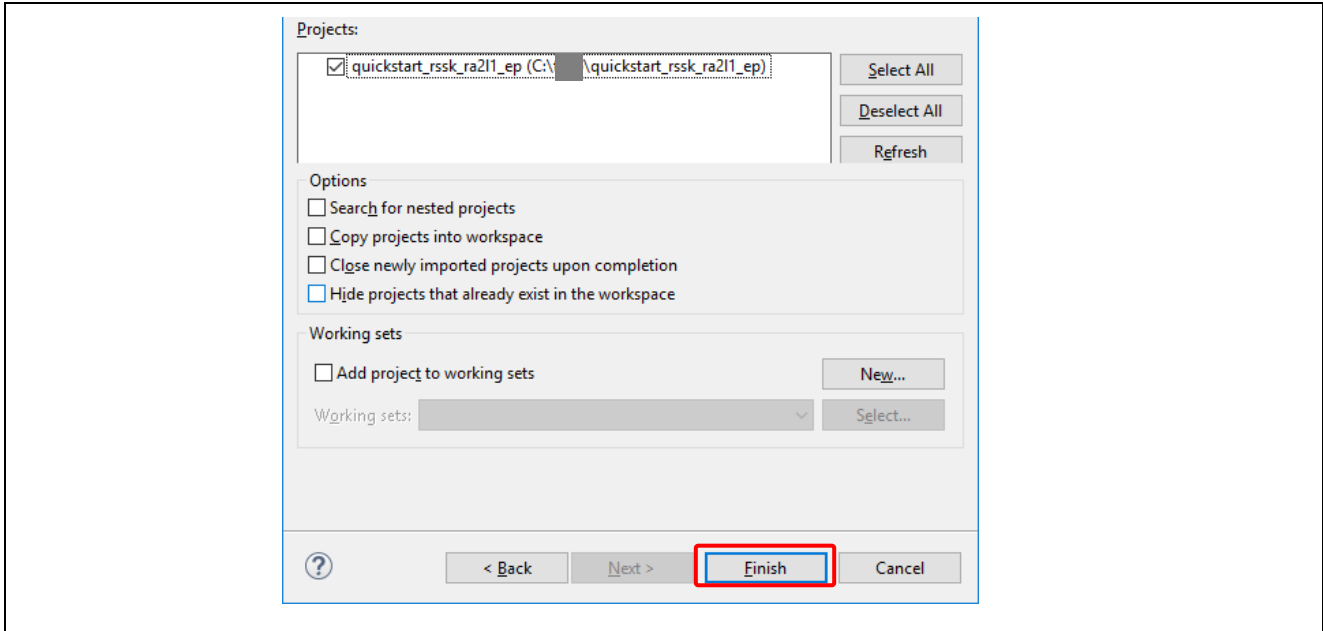 Projects:
quickstart_rssk_ra2l1_ep (C:\ \quickstart_rssk_ra2l1_ep)
Select All
Deselect All
Refresh
Options
Search for nested projects
Copy projects into workspace
Close newly imported projects upon completion
Hide projects that already exist in the workspace
Working sets
Add project to working sets
New...
Working sets:
Select...
?
< Back
Next >
Finish
Cancel